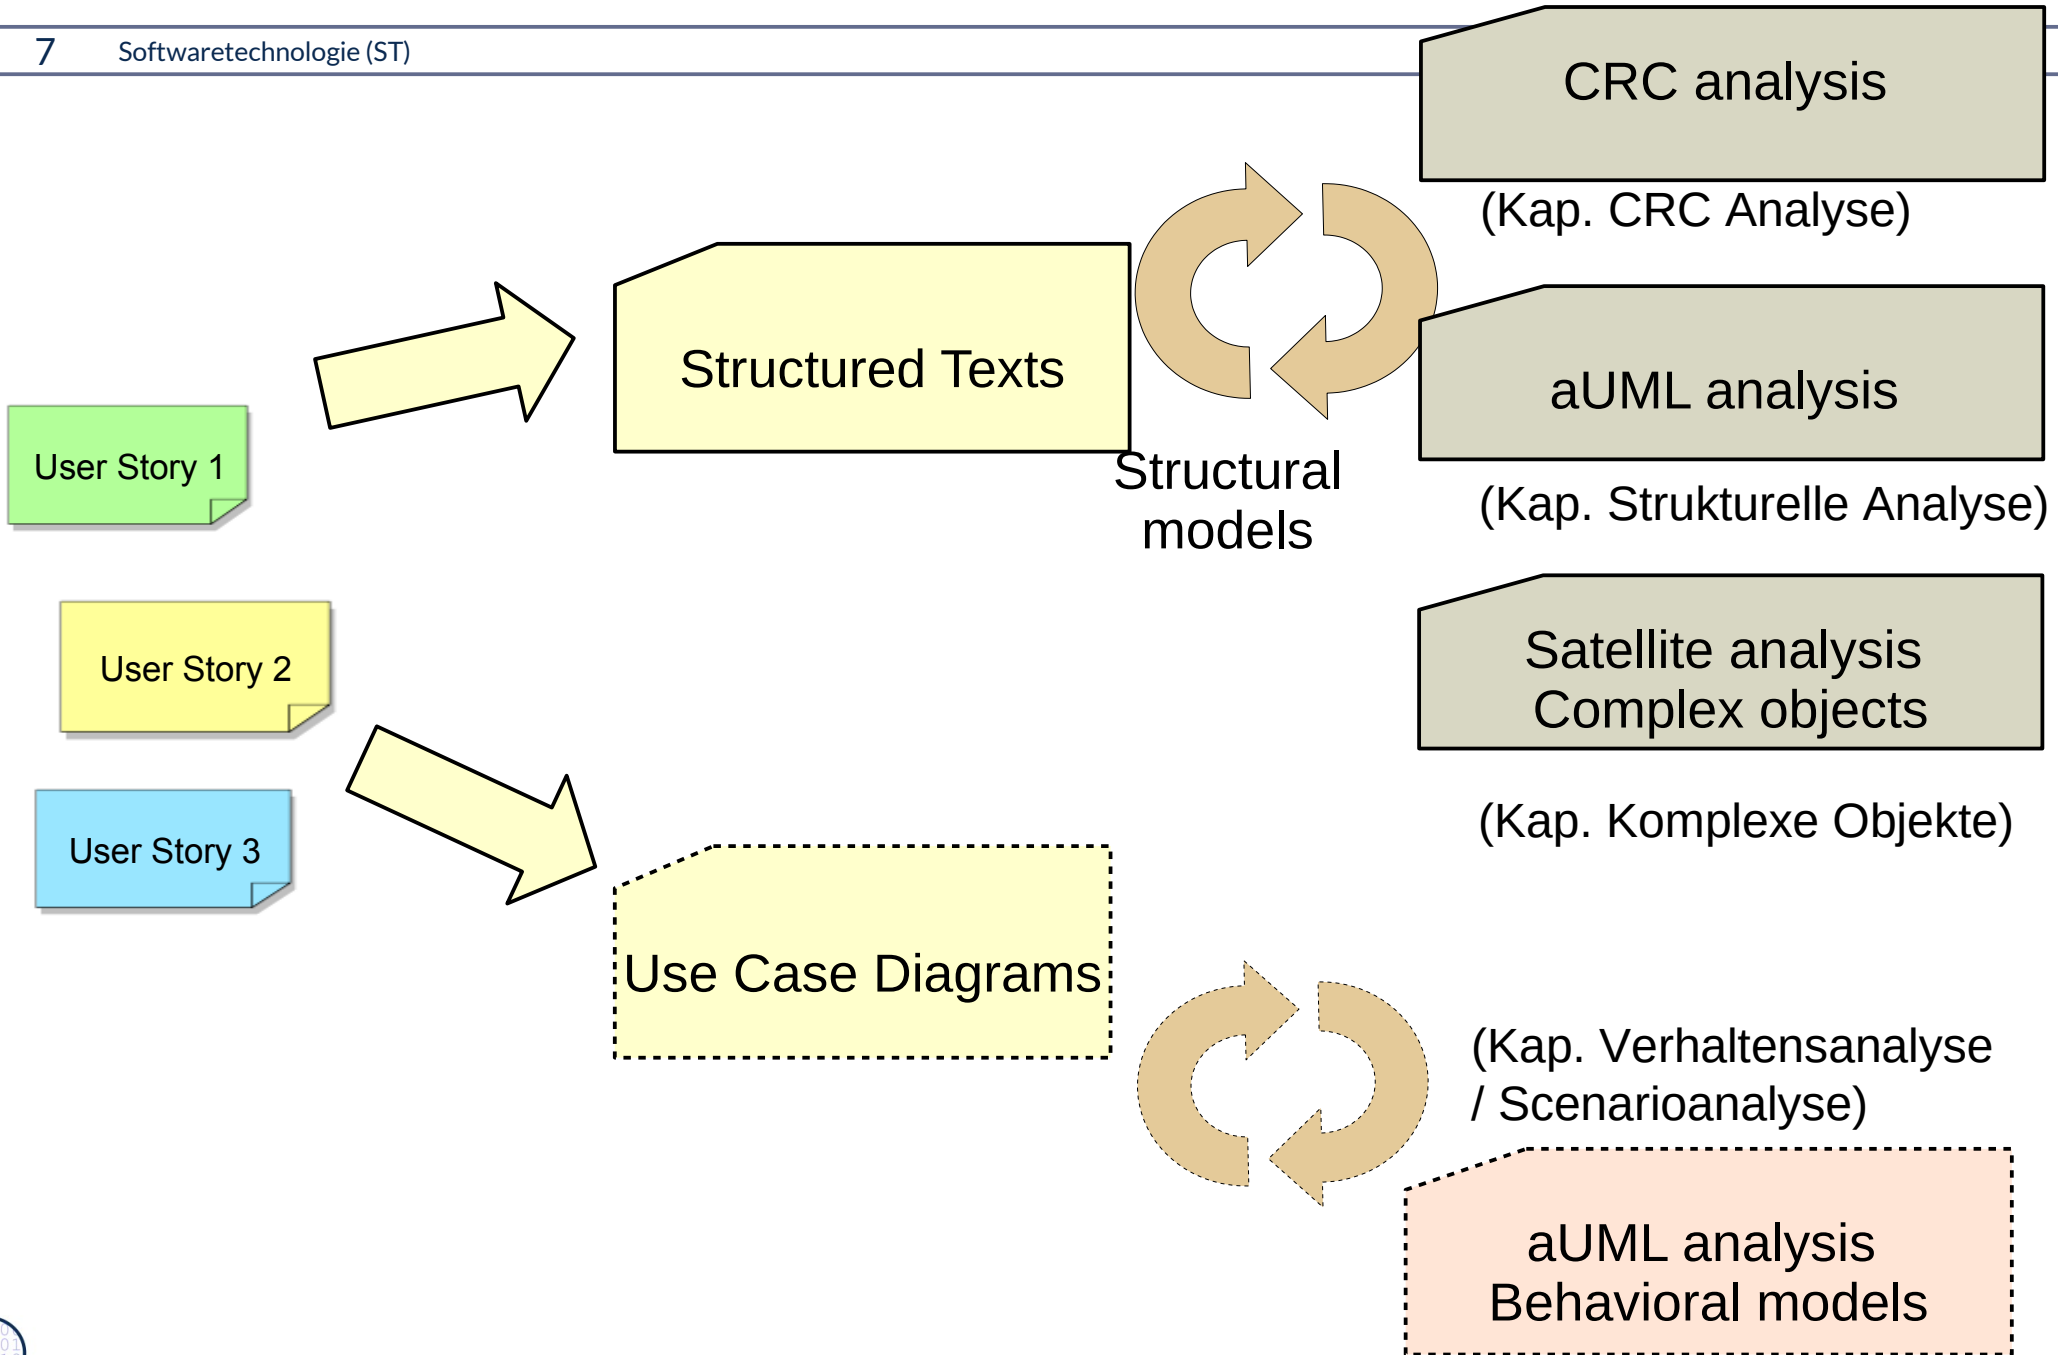 7 Softwaretechnologie (ST)
CRC analysis
(Kap. CRC Analyse)
Structured Texts
aUML analysis
User Story 1
Structural
models
(Kap. Strukturelle Analyse)
User Story 2
Satellite analysis
Complex objects
(Kap. Komplexe Objekte)
User Story 3
Use Case Diagrams
(Kap. Verhaltensanalyse
/ Scenarioanalyse)
aUML analysis
Behavioral models